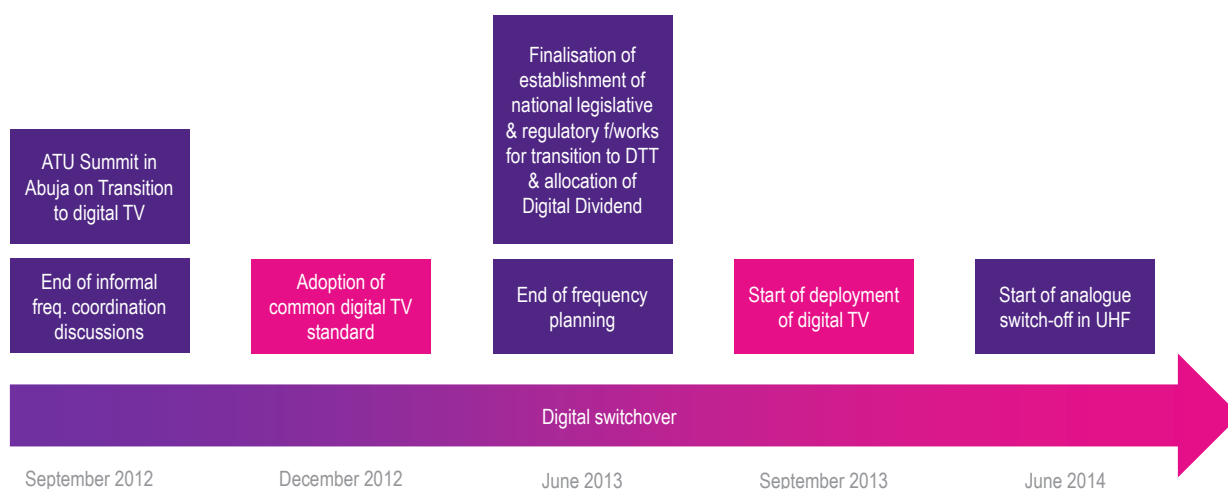 ATU Summit in
Abuja on Transition
to digital TV
End of informal
freq. coordination
discussions
Adoption of
common digital TV
standard
Finalisation of
establishment of
national legislative
& regulatory f/works
for transition to DTT
& allocation of
Digital Dividend
End of frequency
planning
Start of deployment
of digital TV
Start of analogue
switch-off in UHF
Digital switchover
September 2012
December 2012
June 2013
September 2013
June 2014